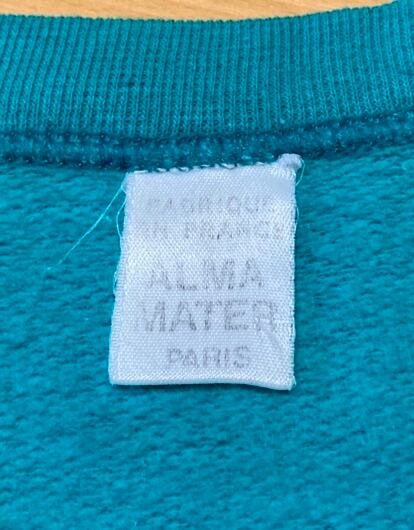 FABRIQUE
EN FRANCE
ALMA
MATER
PARIS